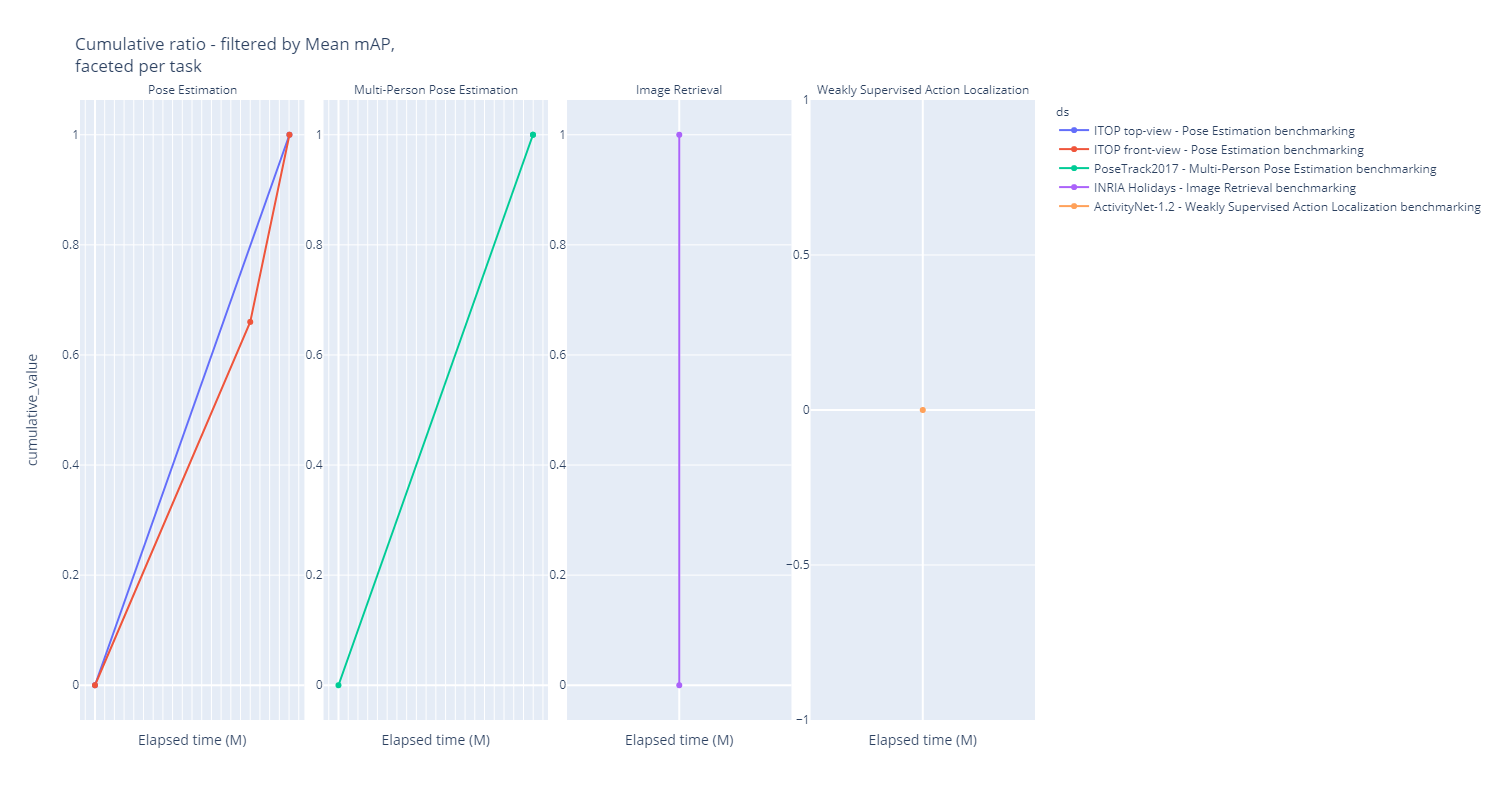 Cumulative ratio - filtered by Mean mAP,
faceted per task
Pose Estimation
Multi-Person Pose Estimation
Image Retrieval
Weakly Supervised Action Localization
cumulative_value
1
0.8
0.6
0.4
0.2
0
Elapsed time (M)
1
0.8
0.6
0.4
0.2
0
Elapsed time (M)
1
0.8
0.6
0.4
0.2
0
Elapsed time (M)
1
0.5
0
−0.5
−1
Elapsed time (M)
ds
ITOP top-view - Pose Estimation benchmarking
ITOP front-view - Pose Estimation benchmarking
PoseTrack2017 - Multi-Person Pose Estimation benchmarking
INRIA Holidays - Image Retrieval benchmarking
ActivityNet-1.2 - Weakly Supervised Action Localization benchmarking